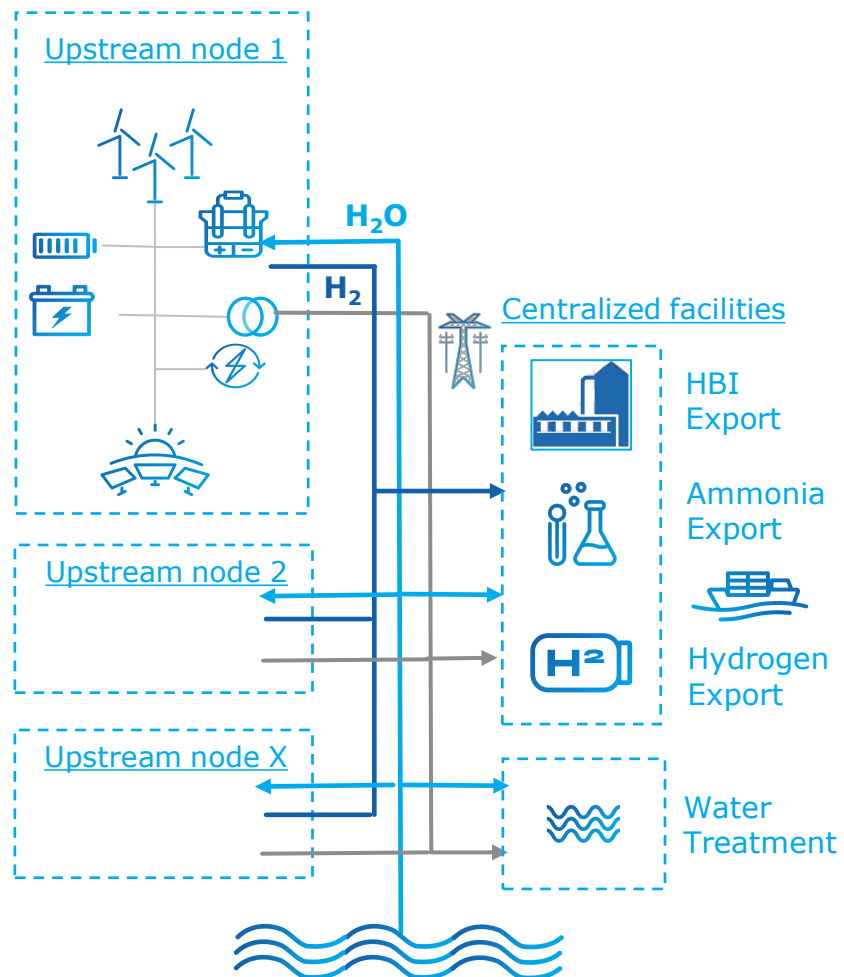 Upstream node 1
H₂O
H₂
Centralized facilities
HBI
Export
Ammonia
Export
Upstream node 2
H²
Hydrogen
Export
Upstream node X
Water
Treatment